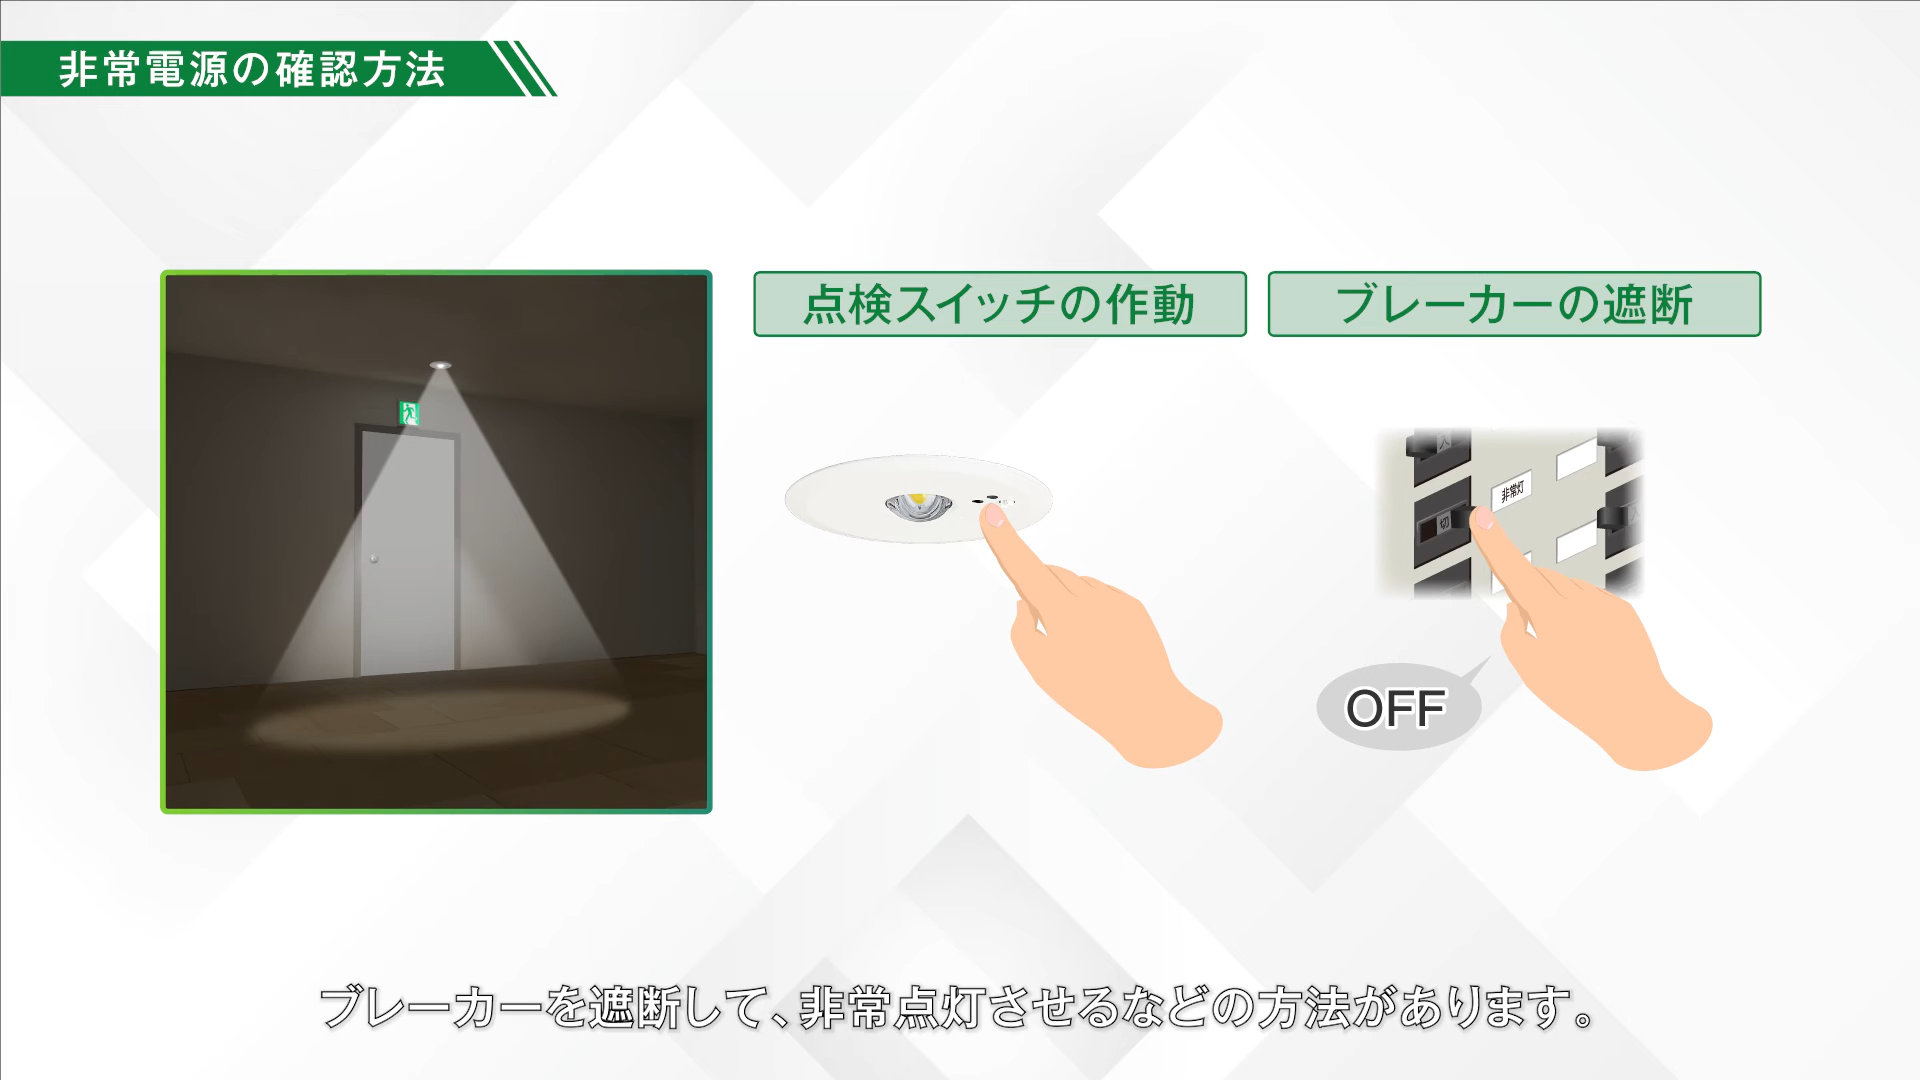 非常電源の確認方法
点検スイッチの作動
ブレーカーの遮断
入
非常灯
切
OFF
ブレーカーを遮断して、非常点灯させるなどの方法があります。